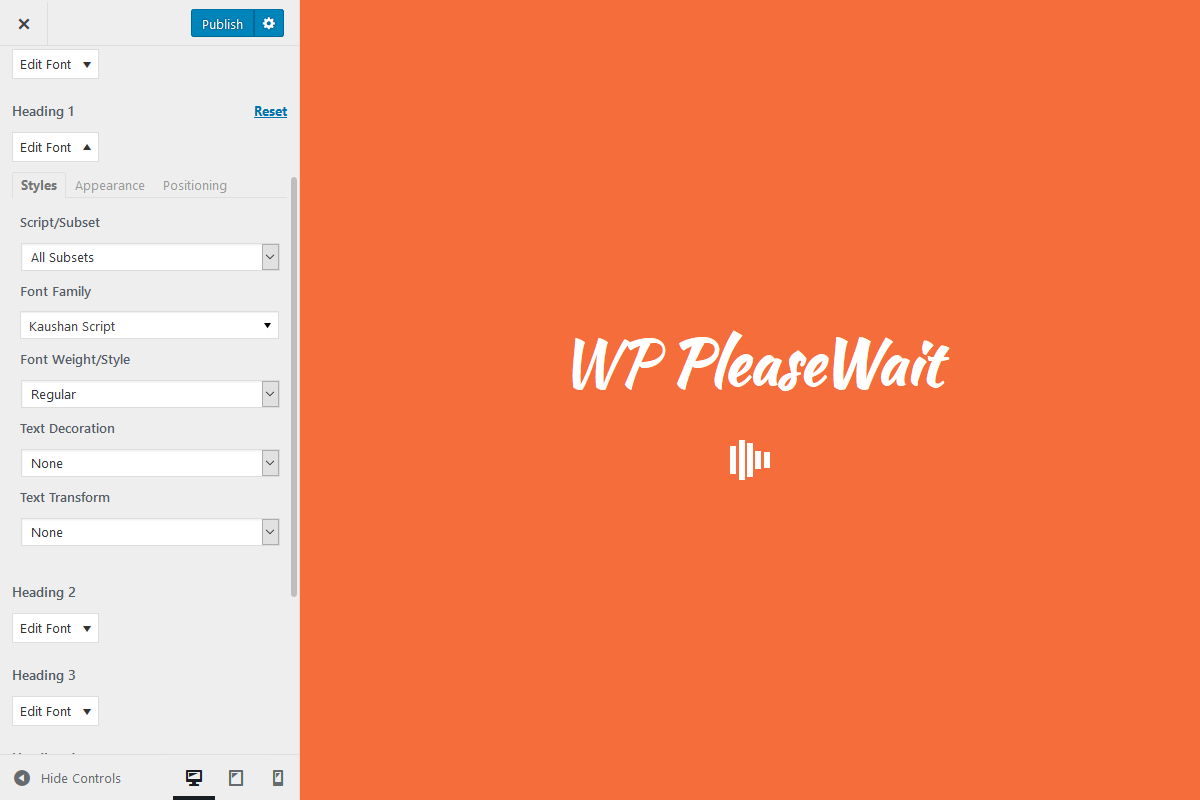 Publish
Edit Font
Heading 1 Reset
Edit Font
Styles Appearance Positioning
Script/Subset
All Subsets
Font Family
Kaushan Script
Font Weight/Style
Regular
Text Decoration
None
Text Transform
None
Heading 2
Edit Font
Heading 3
Edit Font
Hide Controls
WP PleaseWait